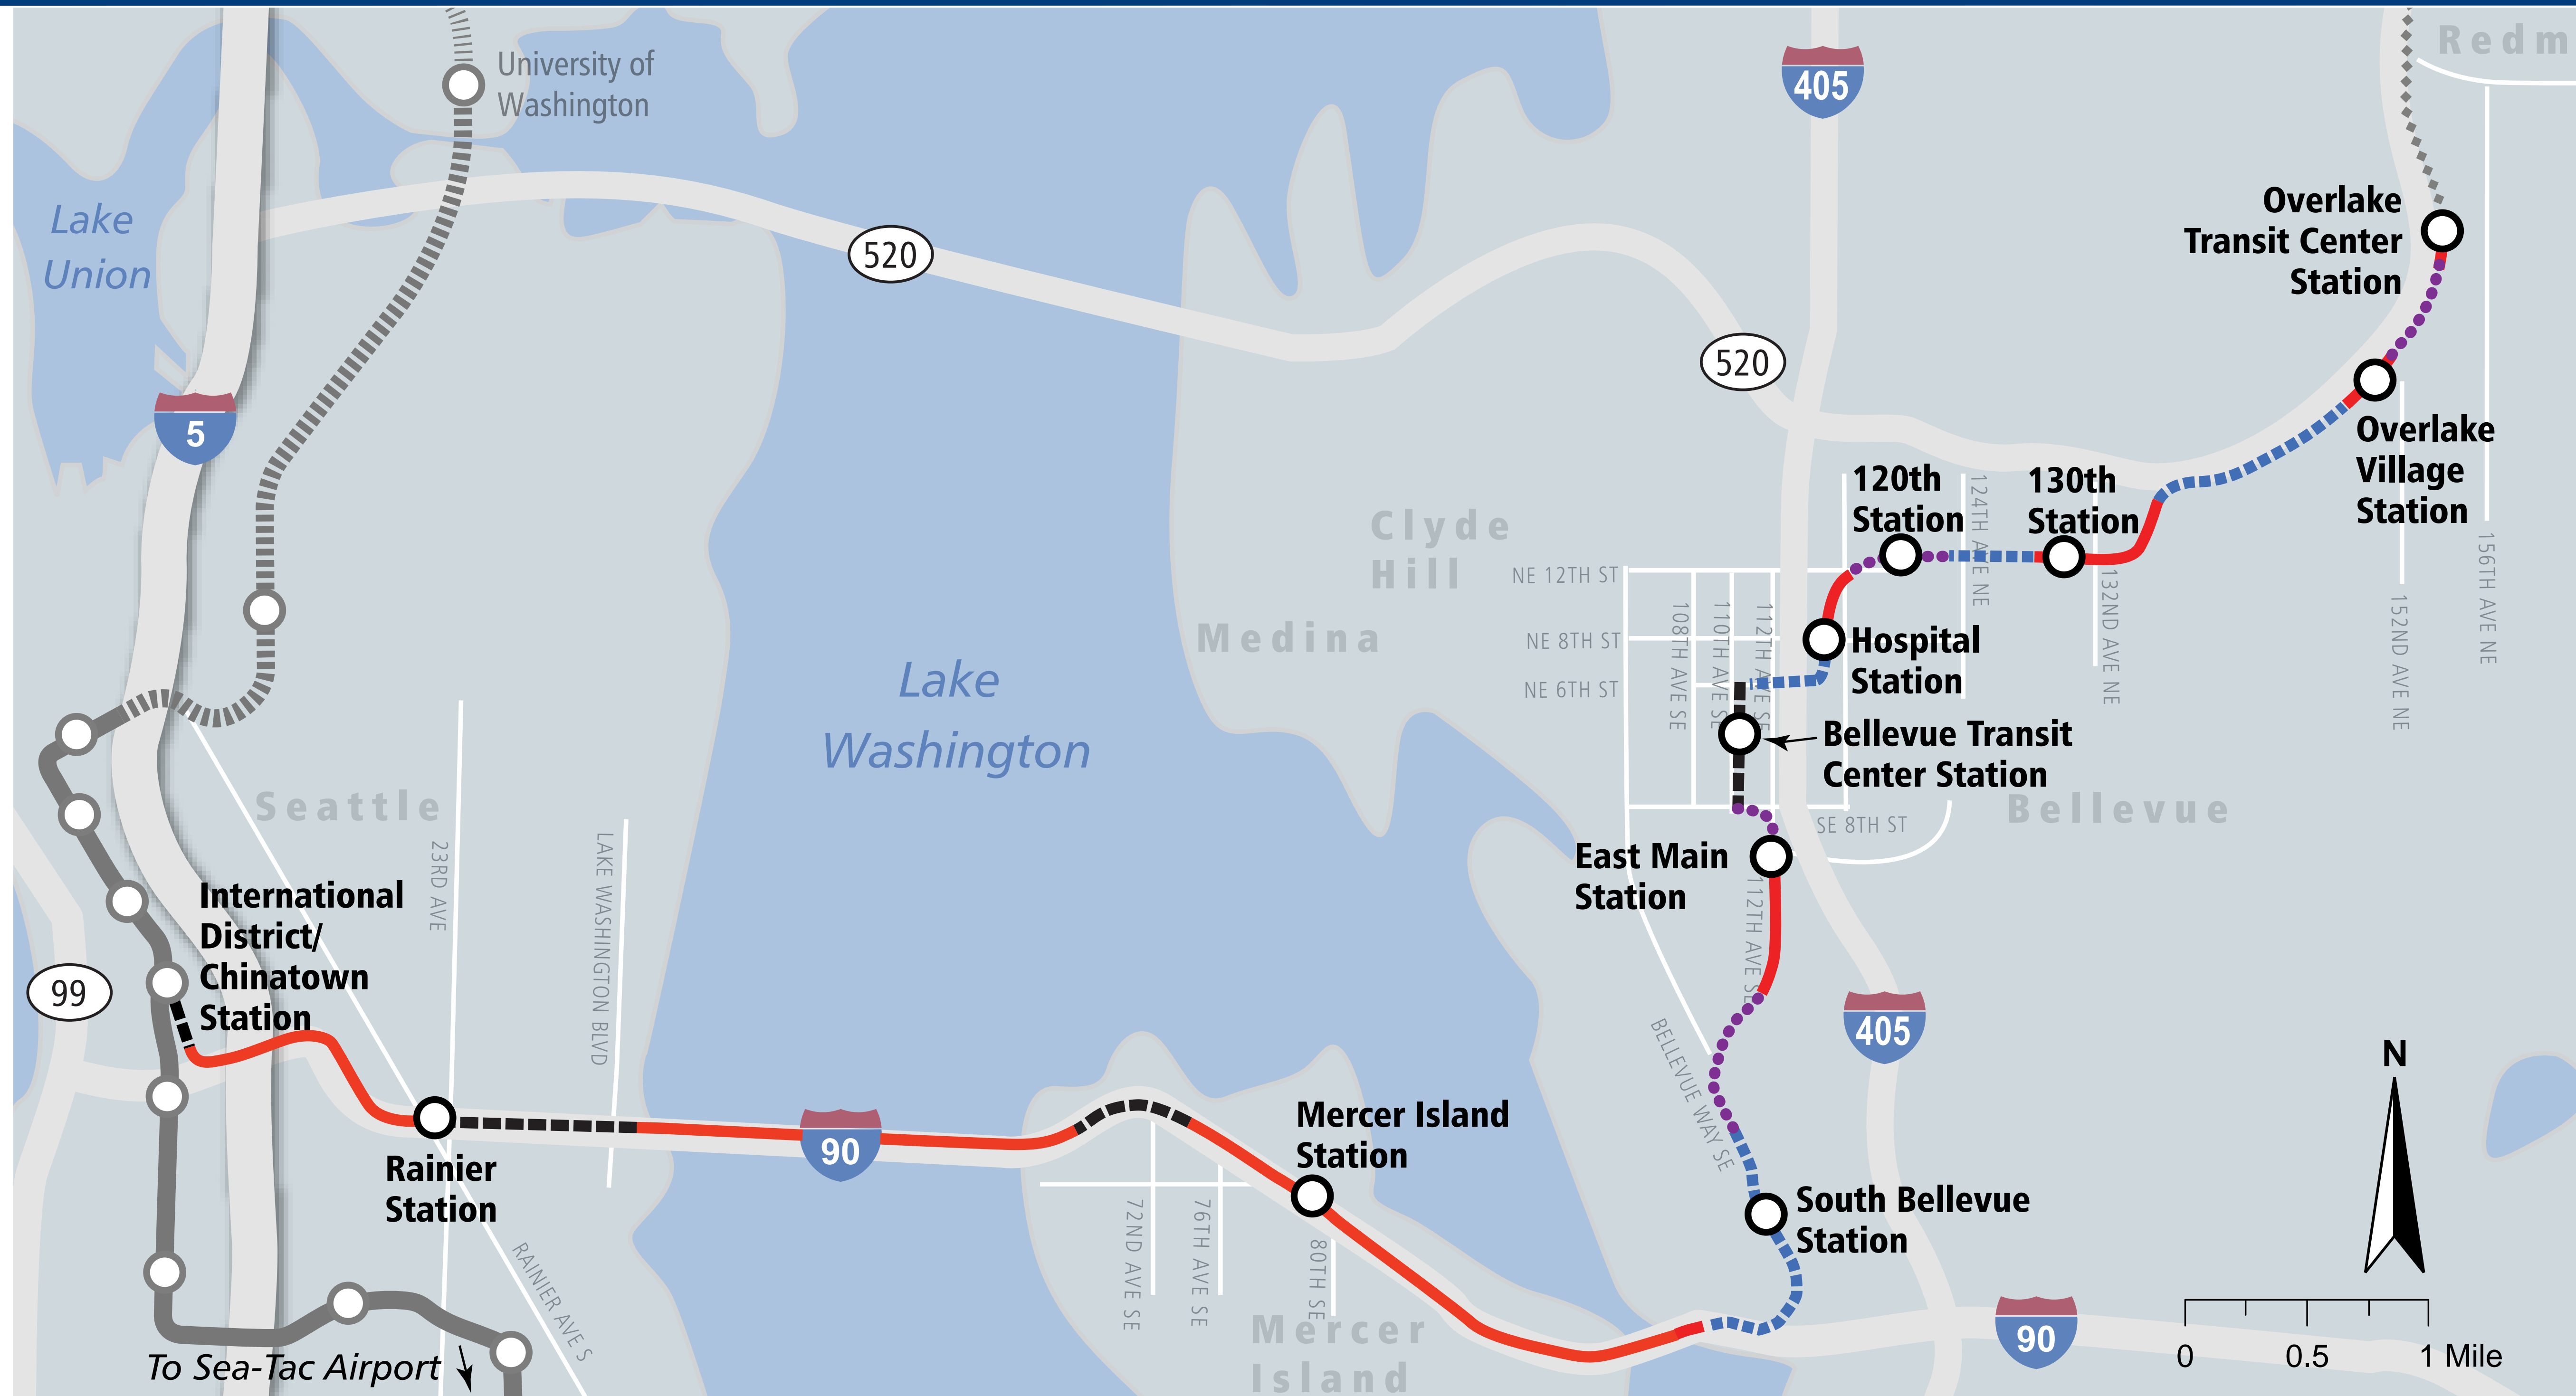 University of
Washington
Redm
405
Lake
Union
520
Overlake
Transit Center
Station
520
5
Overlake
Village
Station
120th
Station
130th
Station
124TH AVE NE
Clyde
Hill
NE 12TH ST
156TH AVE NE
132ND AVE NE
152ND AVE NE
108TH AVE SE
110TH AVE SE
112TH AVE SE
Medina
NE 8TH ST
Hospital
Station
NE 6TH ST
Lake
Washington
Bellevue Transit
Center Station
Seattle
Bellevue
SE 8TH ST
23RD AVE
LAKE WASHINGTON BLVD
East Main
Station
112TH AVE SE
International
District/
Chinatown
Station
99
405
BELLEVUE WAY SE
N
Mercer Island
Station
90
Rainier
Station
South Bellevue
Station
72ND AVE SE
76TH AVE SE
80TH SE
RAINIER AVE S
Mercer
Island
90
0 0.5 1 Mile
To Sea-Tac Airport